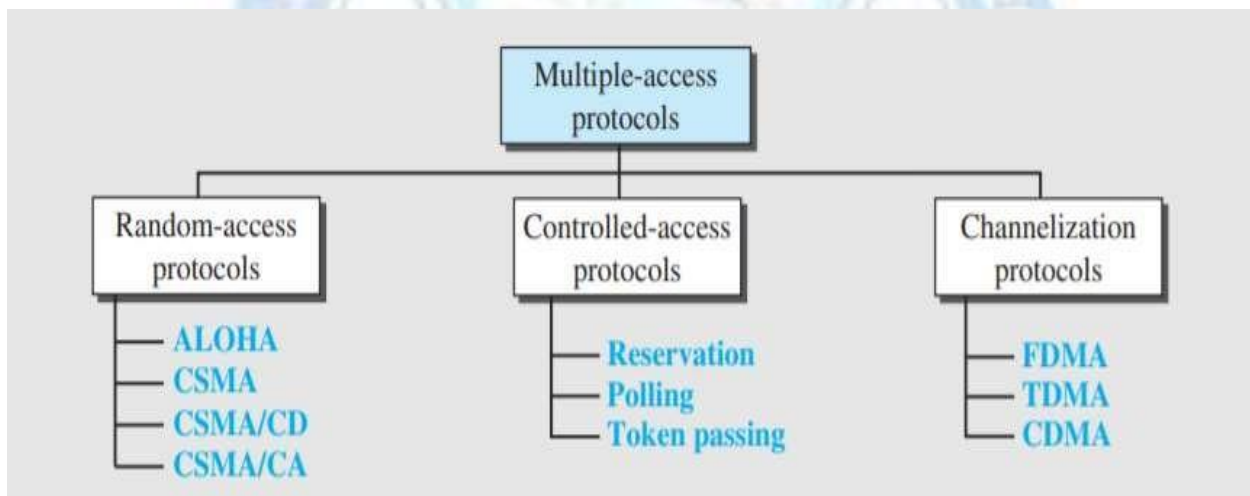 Multiple-access
protocols
Random-access
protocols
ALOHA
CSMA
CSMA/CD
CSMA/CA
Controlled-access
protocols
Reservation
Polling
Token passing
Channelization
protocols
FDMA
TDMA
CDMA